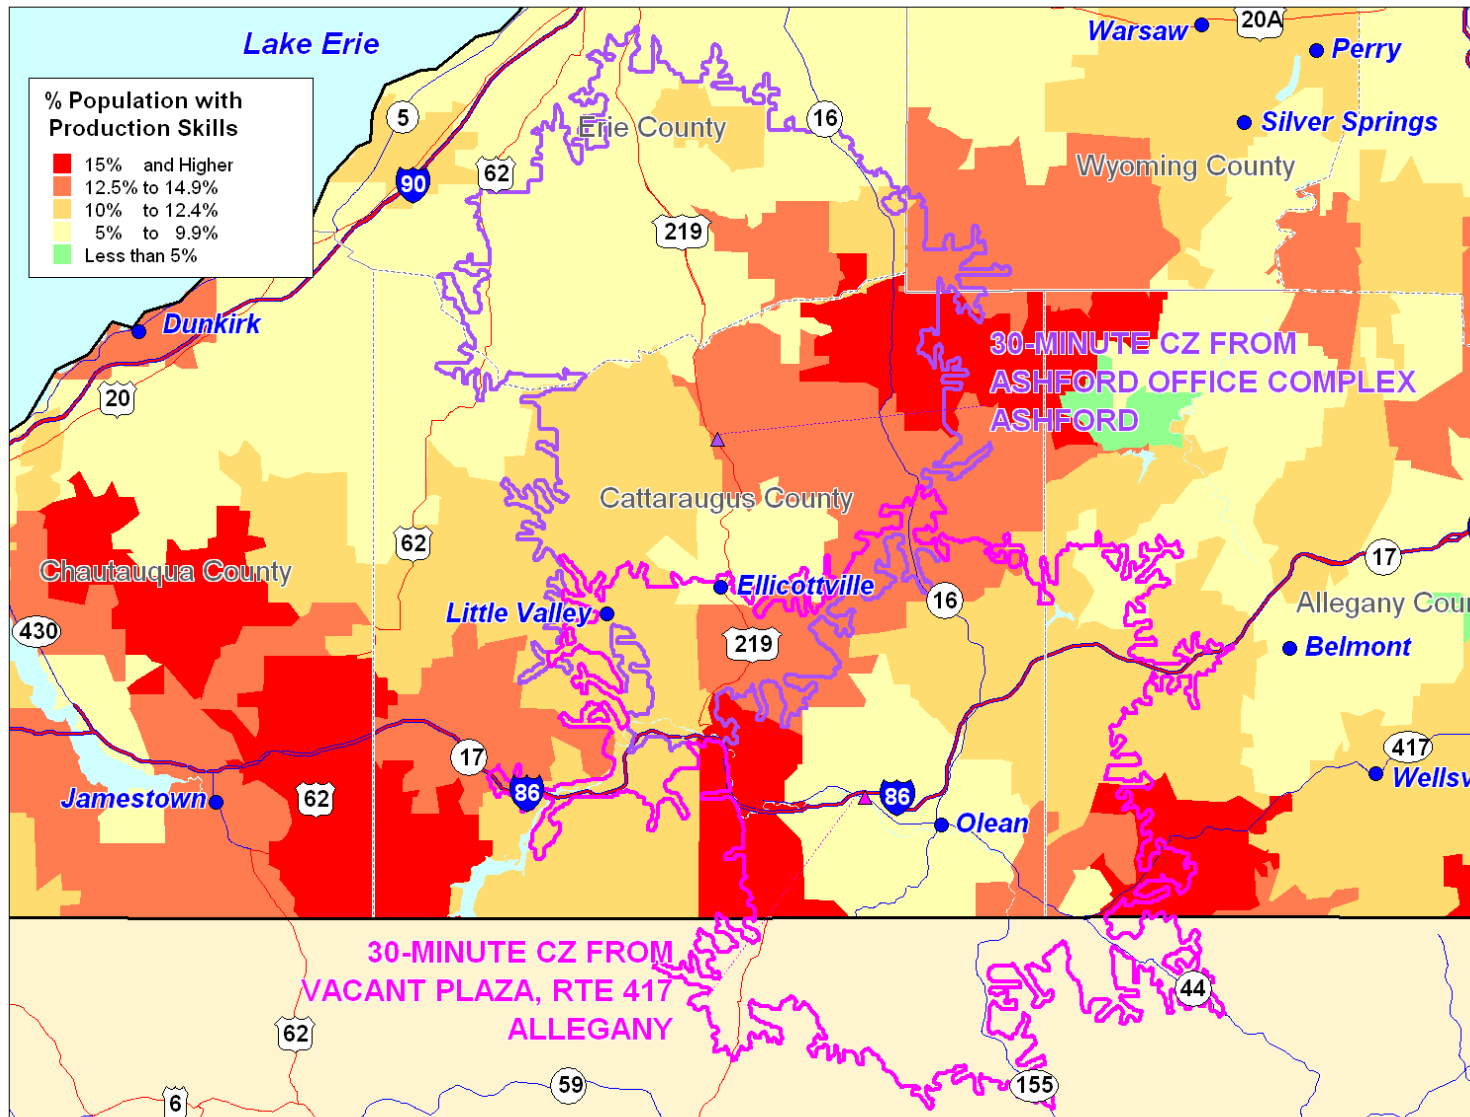 Lake Erie
Warsaw
20A
Perry
% Population with
Production Skills
15% and Higher
12.5% to 14.9%
10% to 12.4%
5% to 9.9%
Less than 5%
5
Erie County
16
Silver Springs
Wyoming County
62
90
219
Dunkirk
20
30-MINUTE CZ FROM
ASHFORD OFFICE COMPLEX
ASHFORD
Cattaraugus County
62
17
Chautauqua County
Ellicottville
Little Valley
16
Allegany Cou
430
219
Belmont
17
417
Wellsv
86
86
62
Jamestown
Olean
30-MINUTE CZ FROM
VACANT PLAZA, RTE 417
ALLEGANY
44
62
59
155
6